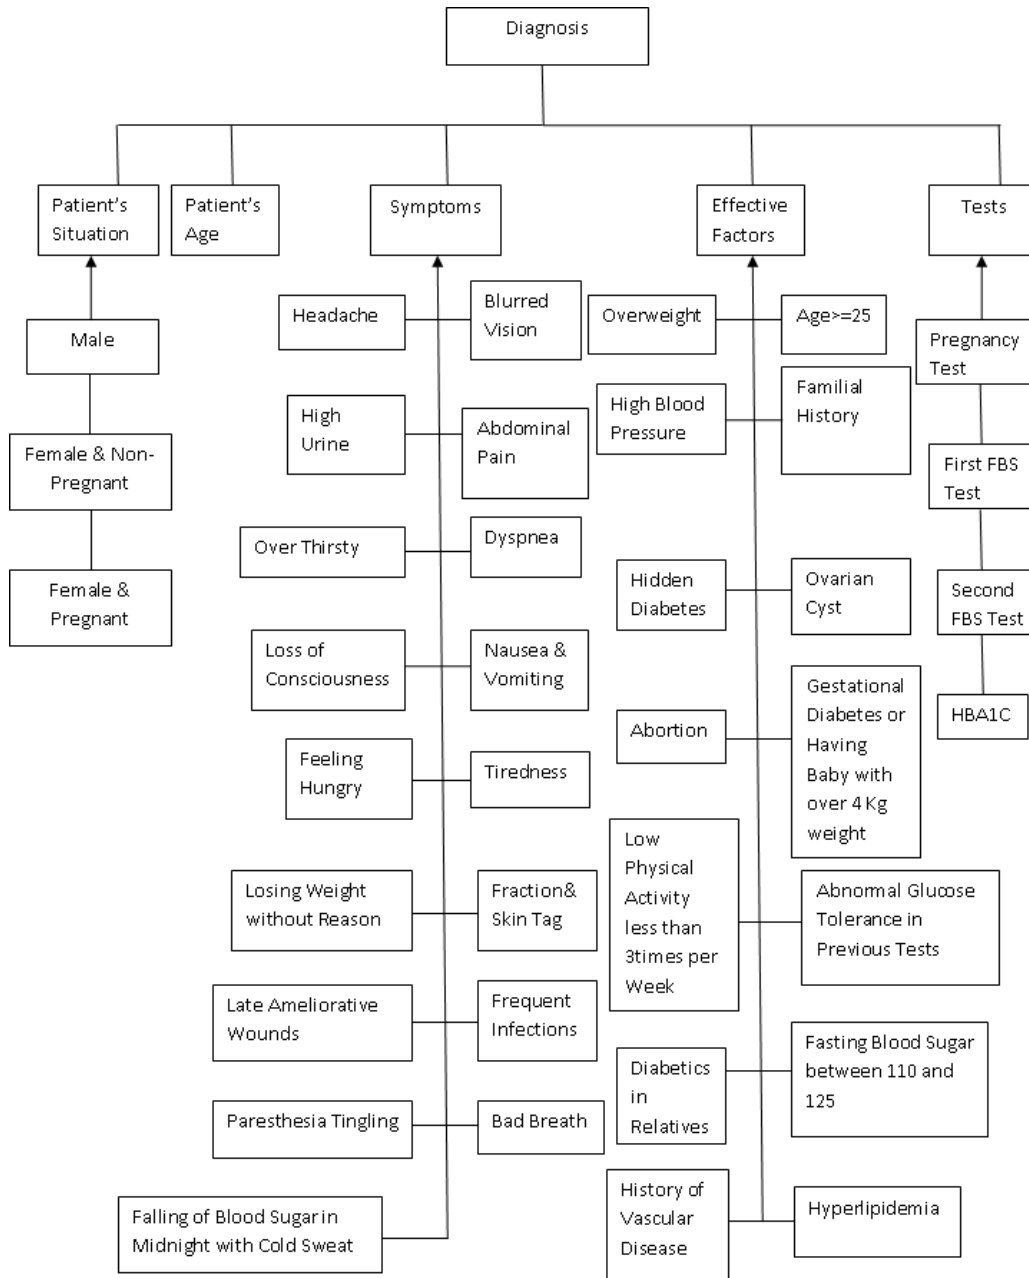 Diagnosis
Patient's
Situation
Patient's
Age
Symptoms
Effective
Factors
Tests
Male
Female & Non-
Pregnant
Female &
Pregnant
Headache
Blurred
Vision
High
Urine
Abdominal
Pain
Over Thirsty
Dyspnea
Loss of
Consciousness
Nausea &
Vomiting
Feeling
Hungry
Tiredness
Losing Weight
without Reason
Fraction&
Skin Tag
Late Ameliorative
Wounds
Frequent
Infections
Paresthesia Tingling
Bad Breath
Falling of Blood Sugar in
Midnight with Cold Sweat
Overweight
Age>=25
High Blood
Pressure
Familial
History
Hidden
Diabetes
Ovarian
Cyst
Abortion
Gestational
Diabetes or
Having
Baby with
over 4 Kg
weight
Low
Physical
Activity
less than
3times per
Week
Abnormal Glucose
Tolerance in
Previous Tests
Diabetics
in
Relatives
Fasting Blood Sugar
between 110 and
125
History of
Vascular
Disease
Hyperlipidemia
Pregnancy
Test
First FBS
Test
Second
FBS Test
HBA1C